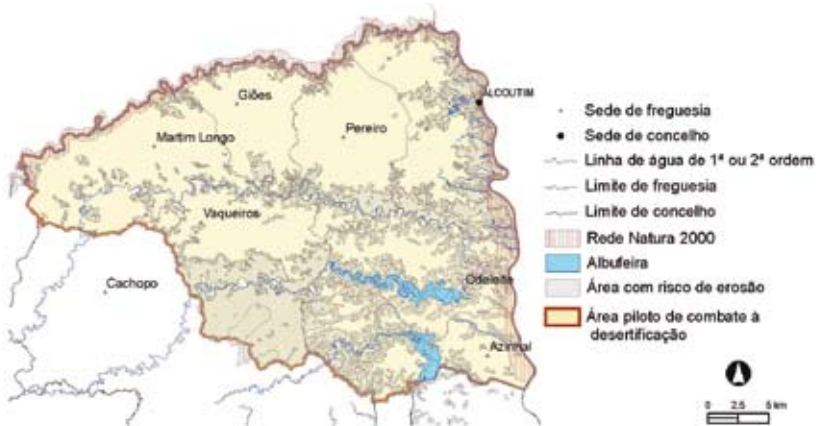 ALCOUTIM
Giões
Martim Longo
Pereiro
Vaqueiros
Cachopo
Odeleite
Azinhal
Sede de freguesia
Sede de concelho
Linha de água de 1ª ou 2ª ordem
Limite de freguesia
Limite de concelho
Rede Natura 2000
Albufeira
Área com risco de erosão
Área piloto de combate à
desertificação
0 2,5 5 km